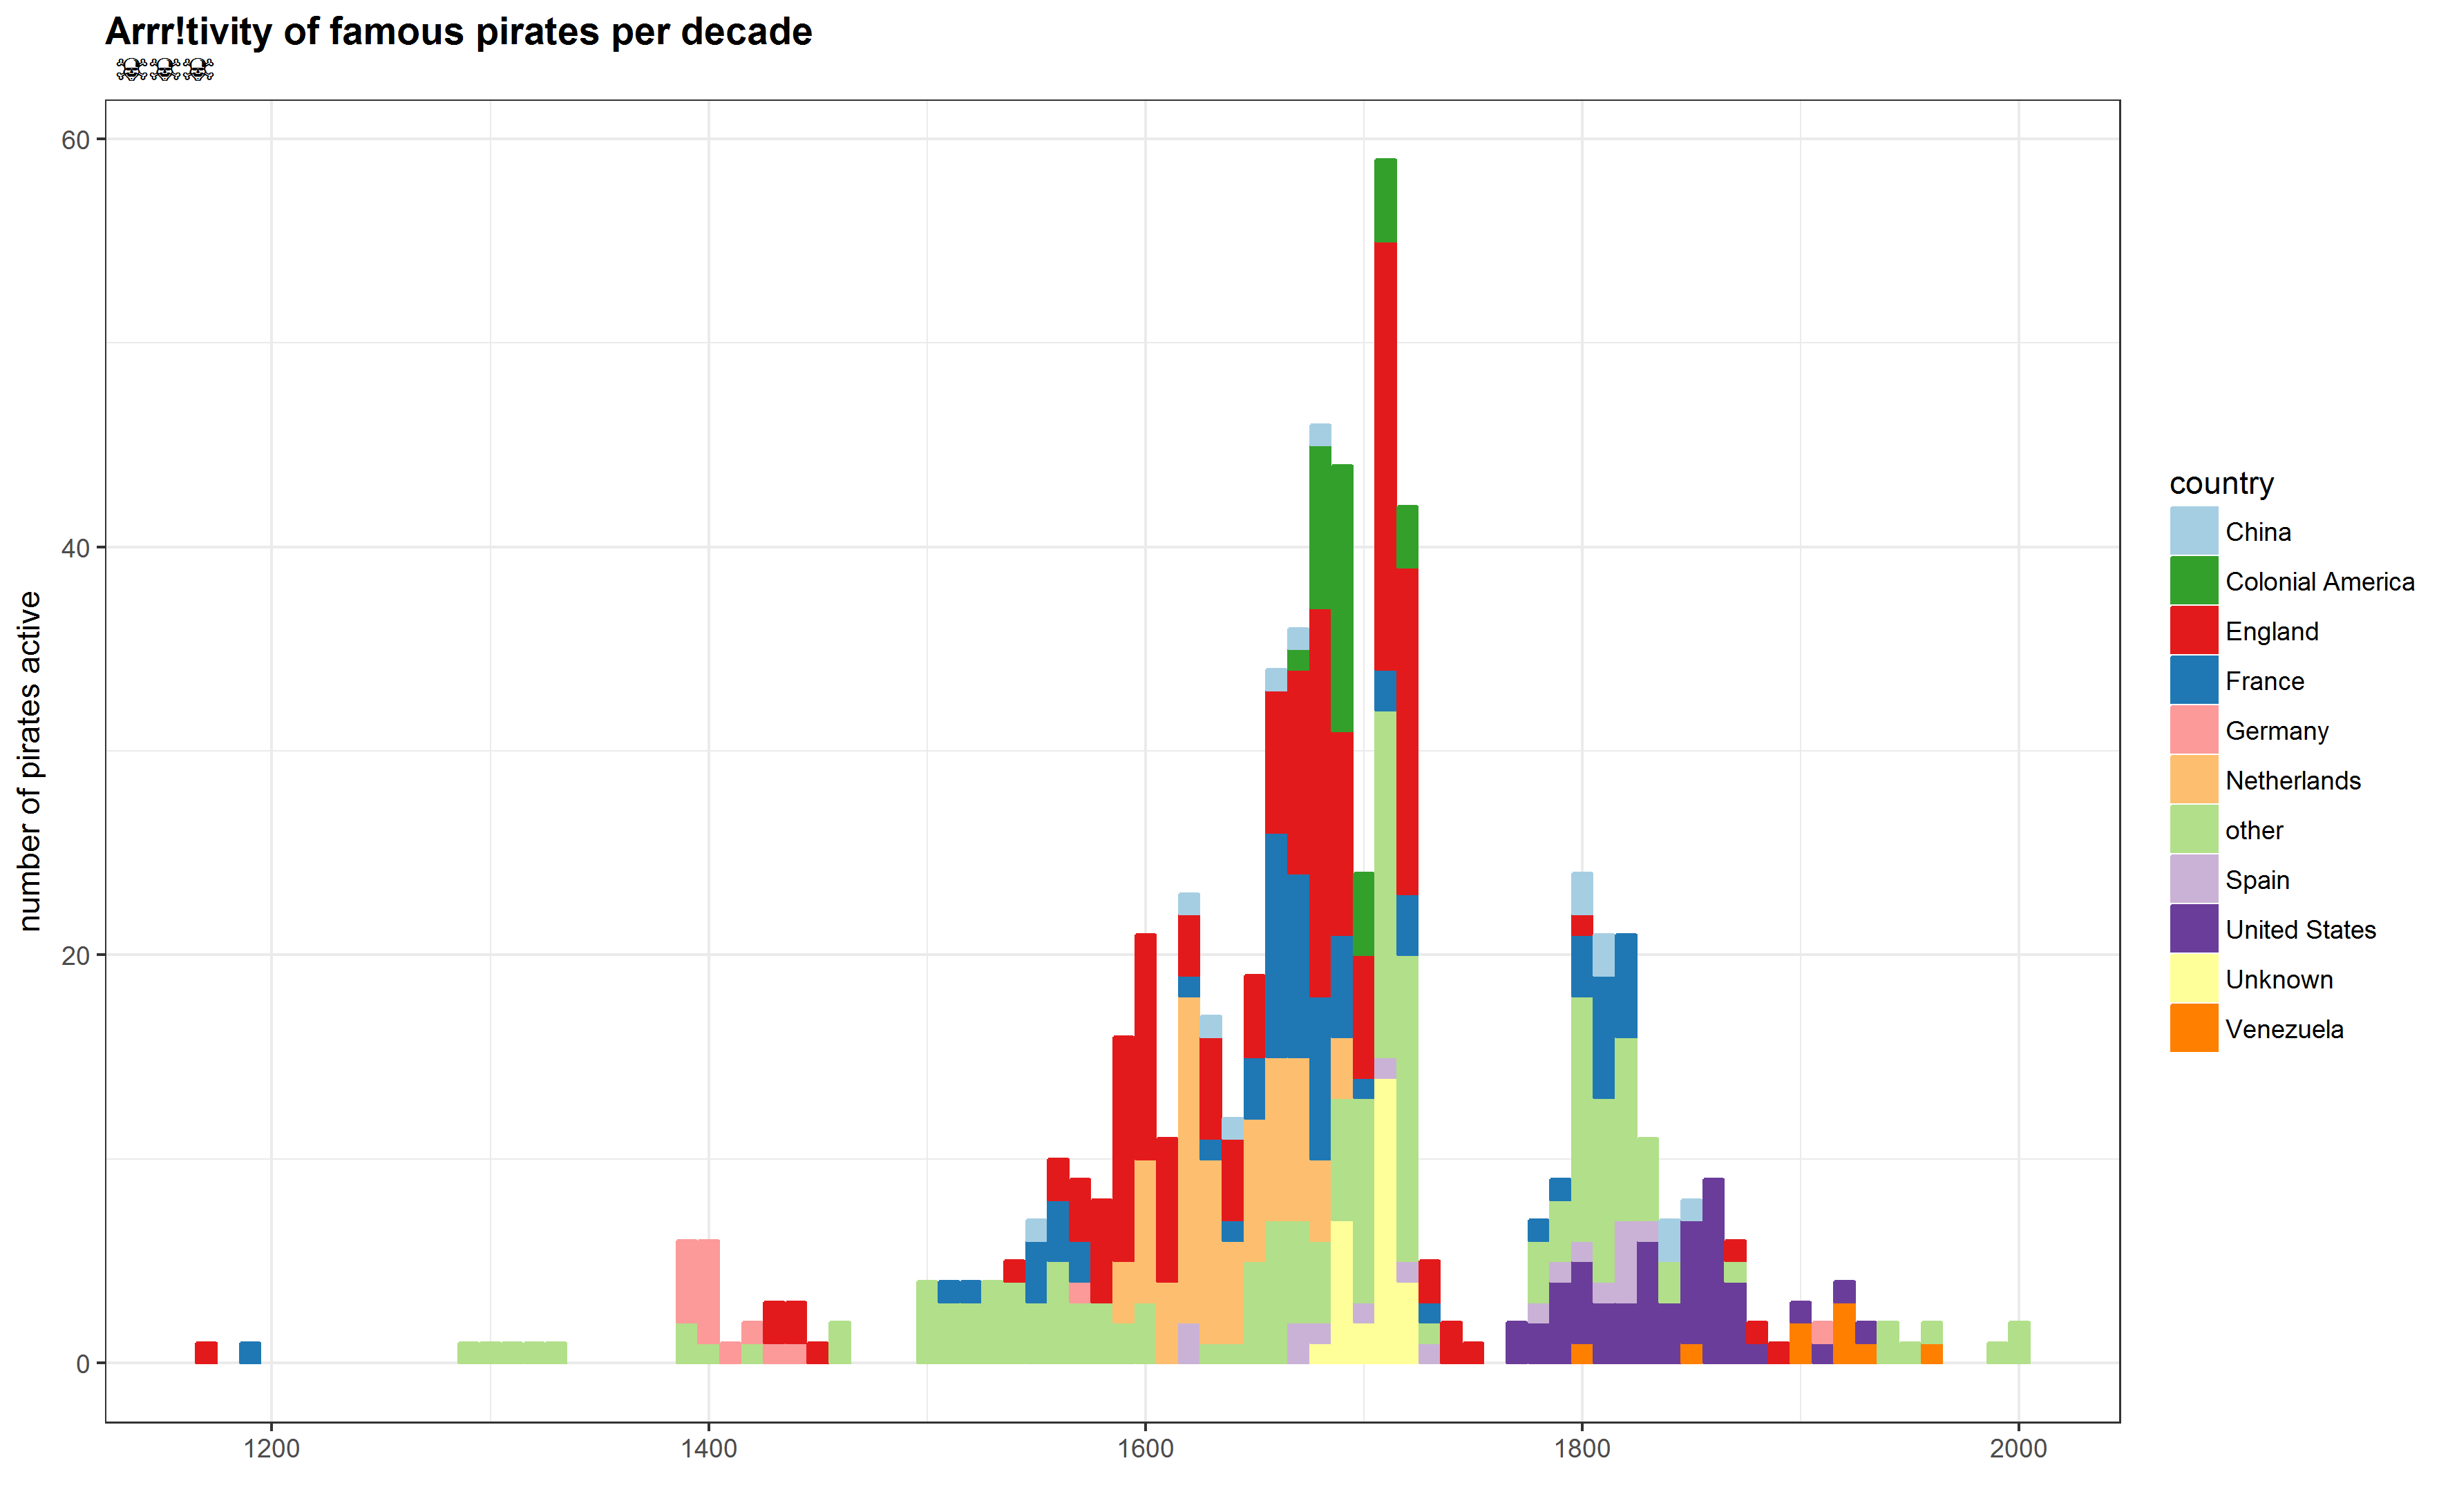 Arrr!tivity of famous pirates per decade
☠☠☠
number of pirates active
60
40
20
0
1200
1400
1600
1800
2000
country
China
Colonial America
England
France
Germany
Netherlands
other
Spain
United States
Unknown
Venezuela